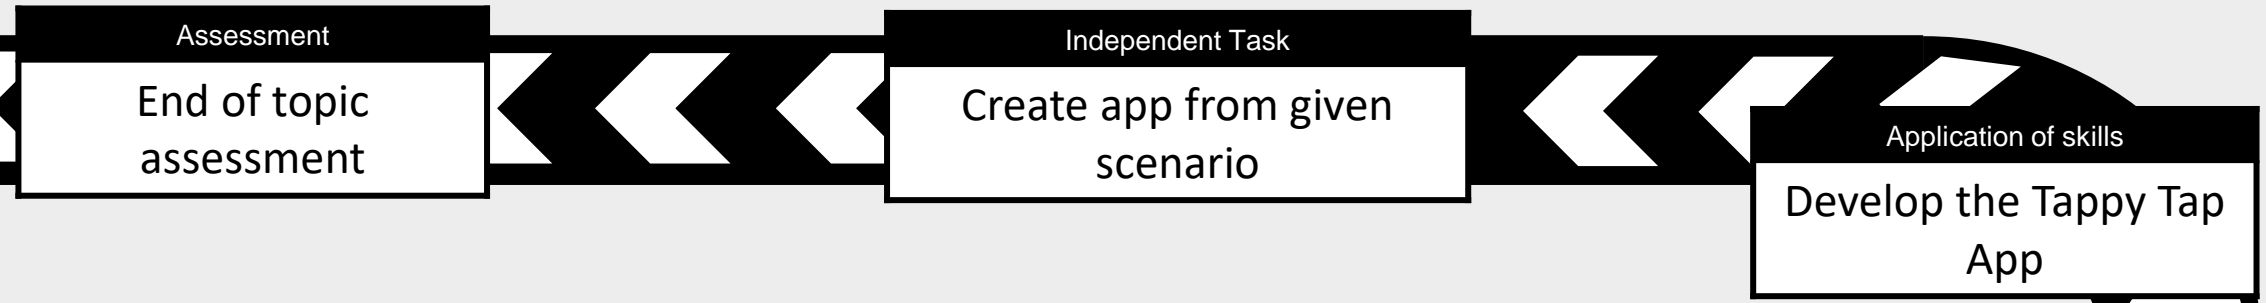 Assessment
End of topic
assessment
Independent Task
Create app from given
scenario
Application of skills
Develop the Tappy Tap
App